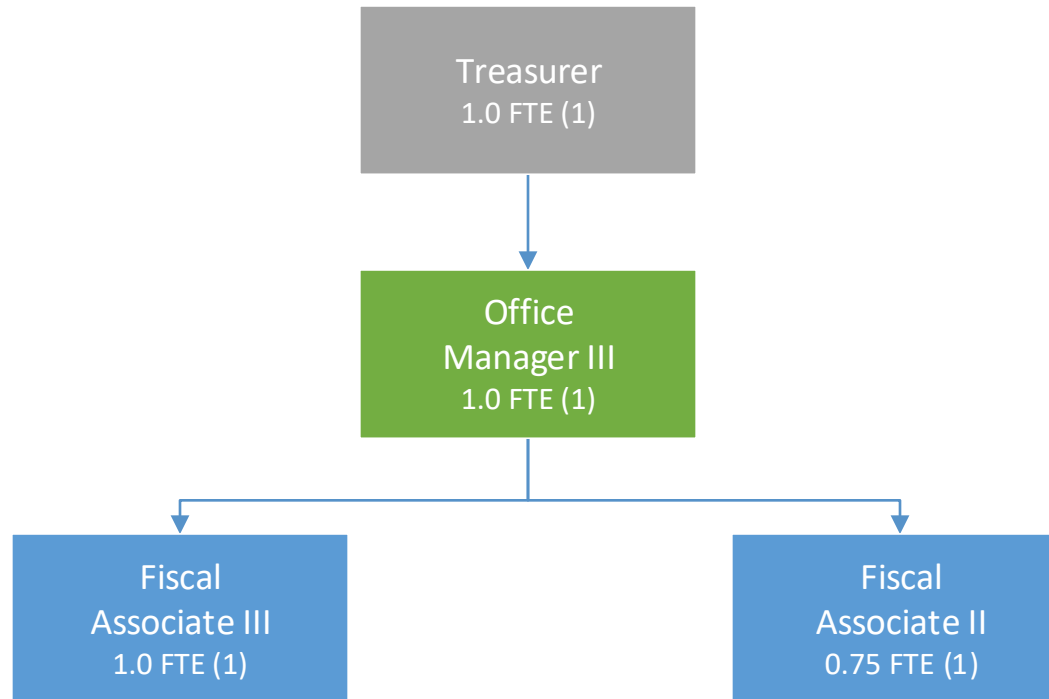 Treasurer
1.0 FTE (1)
Office
Manager III
1.0 FTE (1)
Fiscal
Associate III
1.0 FTE (1)
Fiscal
Associate II
0.75 FTE (1)